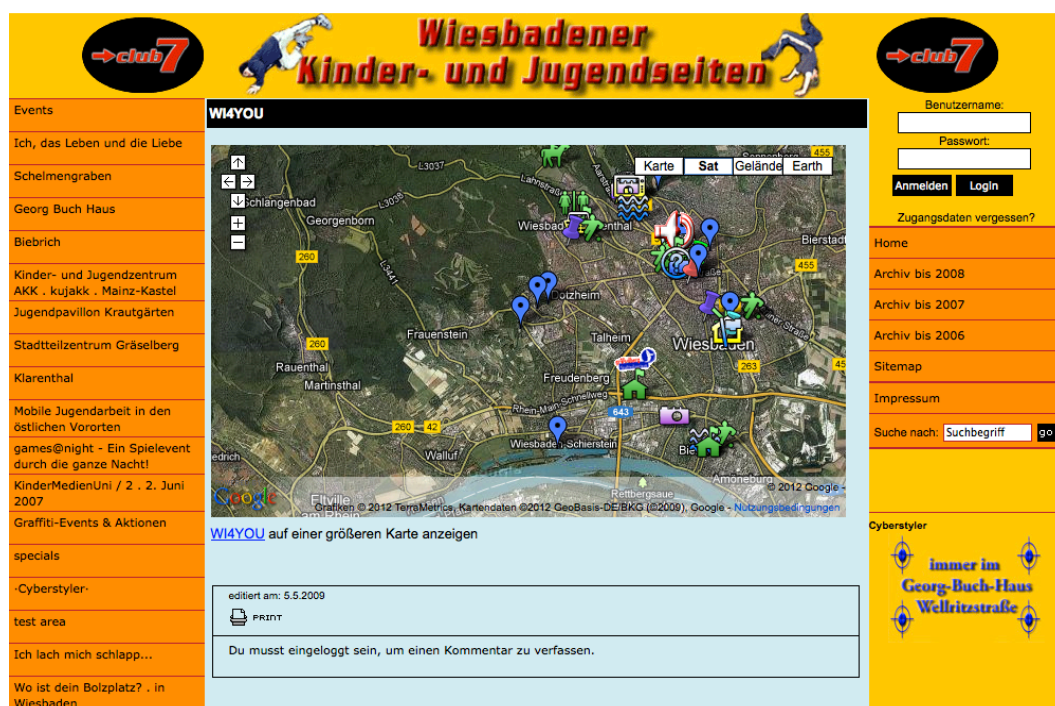 club7
Wiesbadener
Kinder- und Jugendseiten
club7
Events
Ich, das Leben und die Liebe
Schelmengraben
Georg Buch Haus
Biebrich
Kinder- und Jugendzentrum
AKK . kujakk . Mainz-Kastel
Jugendpavillon Krautgärten
Stadtteilzentrum Gräselberg
Klarenthal
Mobile Jugendarbeit in den
östlichen Vororten
games@night - Ein Spielevent
durch die ganze Nacht!
KinderMedienUni / 2 . 2. Juni
2007
Graffiti-Events & Aktionen
specials
-Cyberstyler-
test area
Ich lach mich schlapp...
Wo ist dein Bolzplatz? . in
Wiesbaden
WI4YOU
Karte Sat Gelände Earth
455
L3037
Schlangenbad
L3038
Georgenborn
Bierstadt
260
L3441
455
Dotzheim
Frauenstein
Talheim
Wiesbaden
260
263
45
Rauenthal
Freudenberg
Martinsthal
Rhein-Main-Schnellweg
643
260
42
Wiesbaden-Schierstein
Walluf
Amöneburg
Rettbergsaue
Eltville
am Rhein
Google
© 2012 Google -
Grafiken © 2012 TerraMetrics, Kartendaten ©2012 GeoBasis-DE/BKG (©2009), Google - Nutzungsbedingungen
WI4YOU auf einer größeren Karte anzeigen
editiert am: 5.5.2009
PRINT
Du musst eingeloggt sein, um einen Kommentar zu verfassen.
Benutzername:
Passwort:
Anmelden Login
Zugangsdaten vergessen?
Home
Archiv bis 2008
Archiv bis 2007
Archiv bis 2006
Sitemap
Impressum
Suche nach: Suchbegriff go
Cyberstyler
immer im
Georg-Buch-Haus
Wellritzstraße